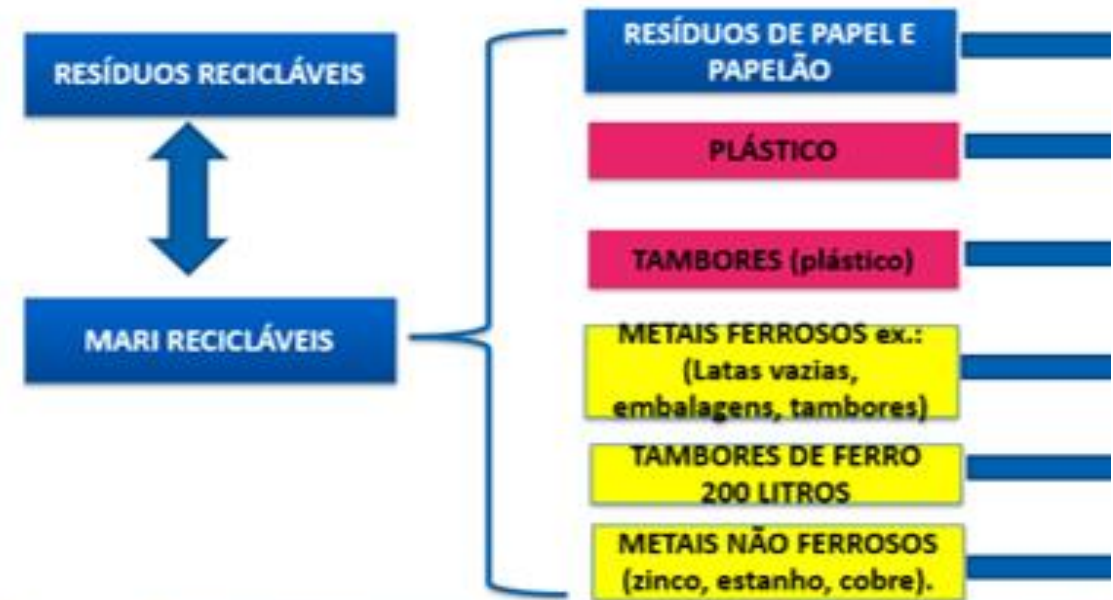 RESÍDUOS RECICLÁVEIS
MARI RECICLÁVEIS
RESÍDUOS DE PAPEL E
PAPELÃO
PLÁSTICO
TAMBORES (plástico)
METAIS FERROSOS ex.:
(Latas vazias,
embalagens, tambores)
TAMBORES DE FERRO
200 LITROS
METAIS NÃO FERROSOS
(zinco, estanho, cobre).